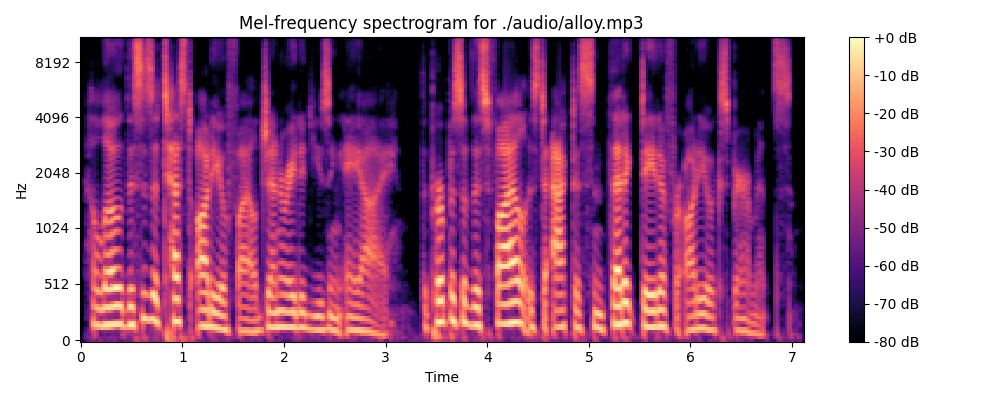 Mel-frequency spectrogram for ./audio/alloy.mp3
+0 dB
-10 dB
-20 dB
-30 dB
-40 dB
-50 dB
-60 dB
-70 dB
-80 dB
8192
4096
2048
1024
512
0
Hz
0 1 2 3 4 5 6 7
Time